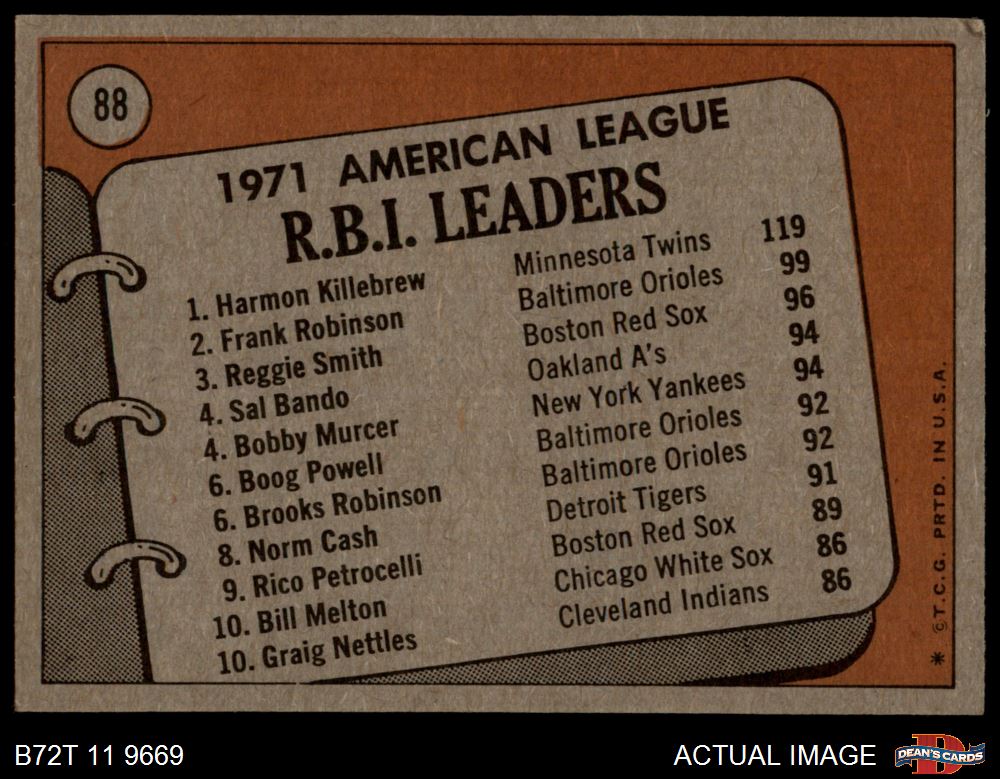 88
1971 AMERICAN LEAGUE
R.B.I. LEADERS
1. Harmon Killebrew Minnesota Twins 119
2. Frank Robinson Baltimore Orioles 99
3. Reggie Smith Boston Red Sox 96
4. Sal Bando Oakland A's 94
4. Bobby Murcer New York Yankees 94
6. Boog Powell Baltimore Orioles 92
6. Brooks Robinson Baltimore Orioles 92
8. Norm Cash Detroit Tigers 91
9. Rico Petrocelli Boston Red Sox 89
10. Bill Melton Chicago White Sox 86
10. Graig Nettles Cleveland Indians 86
* ©T.C.G. PRTD. IN U.S.A.
B72T 11 9669 ACTUAL IMAGE DEAN'S CARDS